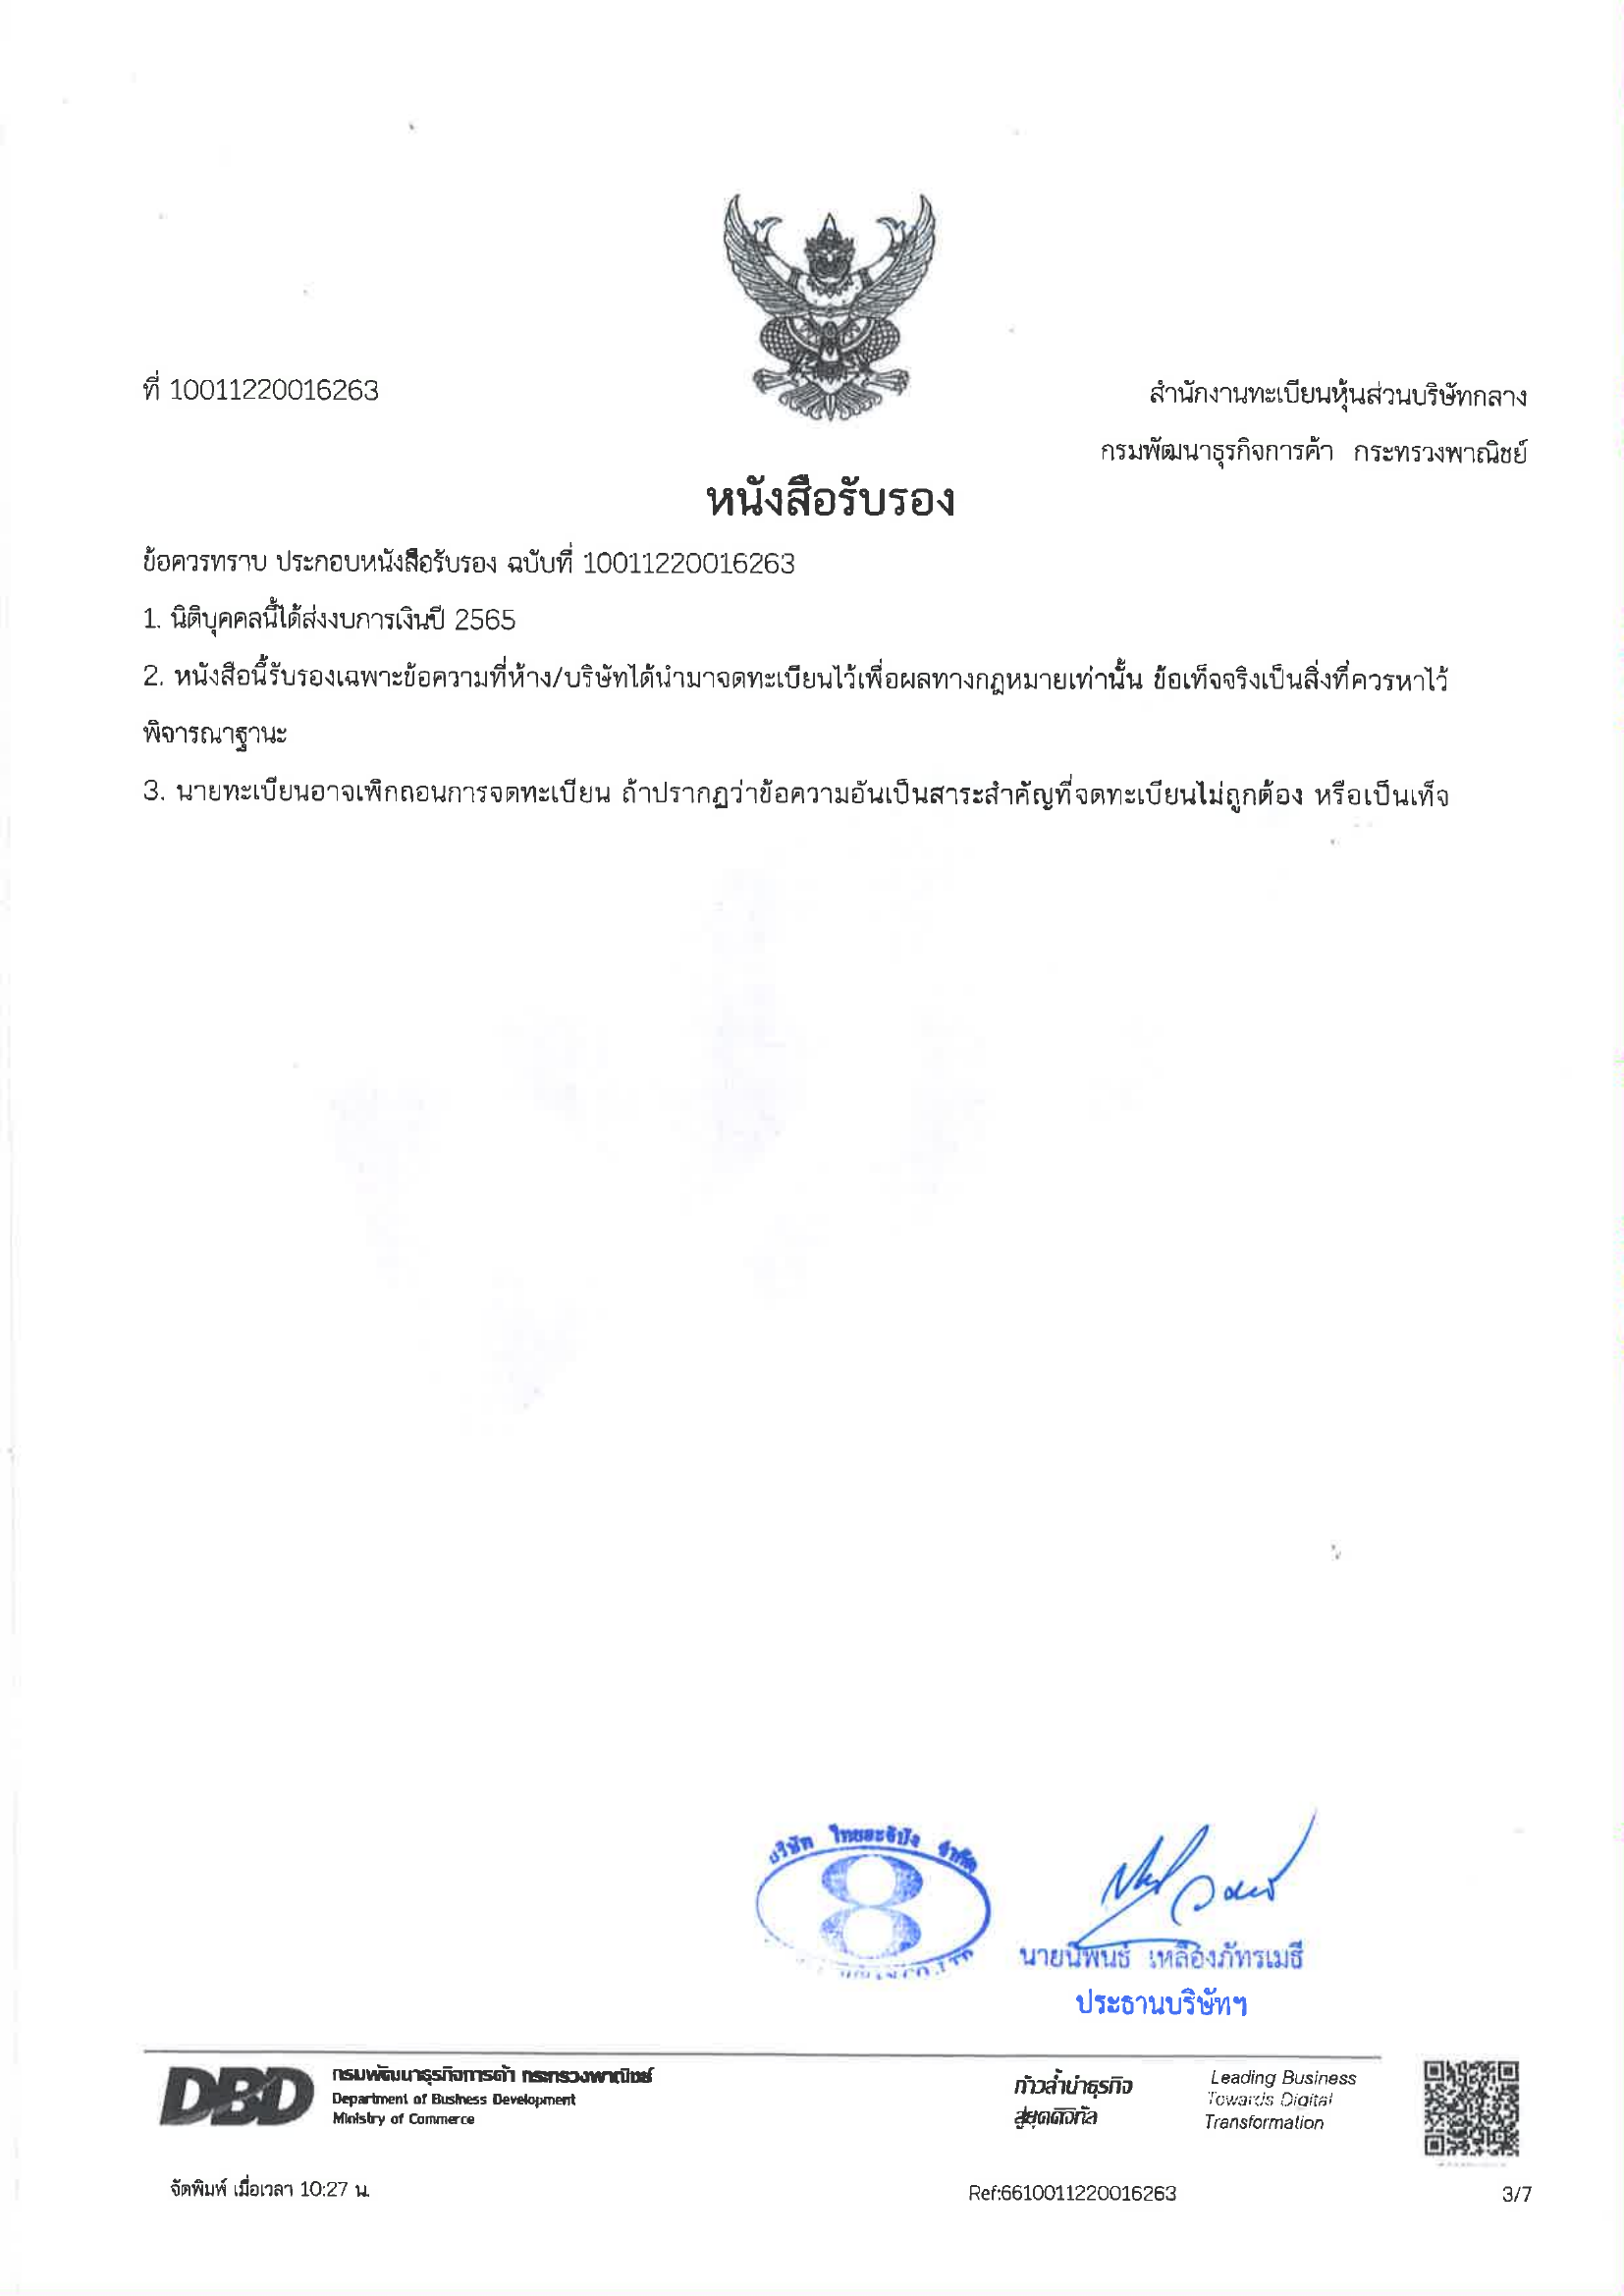 ที่ 10011220016263
สำนักงานทะเบียนหุ้นส่วนบริษัทกลาง
กรมพัฒนาธุรกิจการค้า กระทรวงพาณิชย์
หนังสือรับรอง
ข้อควรทราบ ประกอบหนังสือรับรอง ฉบับที่ 10011220016263
1. นิติบุคคลนี้ได้ส่งงบการเงินปี 2565
2. หนังสือนี้รับรองเฉพาะข้อความที่ห้าง/บริษัทได้นำมาจดทะเบียนไว้เพื่อผลทางกฎหมายเท่านั้น ข้อเท็จจริงเป็นสิ่งที่ควรหาไว้
พิจารณาฐานะ
3. นายทะเบียนอาจเพิกถอนการจดทะเบียน ถ้าปรากฏว่าข้อความอันเป็นสาระสำคัญที่จดทะเบียนไม่ถูกต้อง หรือเป็นเท็จ
บริษัท ไทยยะจิปัง จำกัด
CO.,LTD
นายนิพนธ์ เหลืองภัทรเมธี
ประธานบริษัทฯ
DBD
กรมพัฒนาธุรกิจการค้า กระทรวงพาณิชย์
Department of Business Development
Ministry of Commerce
ก้าวล้ำนำธุรกิจ
สู่ยุคดิจิทัล
Leading Business
Towards Digital
Transformation
จัดพิมพ์ เมื่อเวลา 10:27 น.
Ref:6610011220016263
3/7